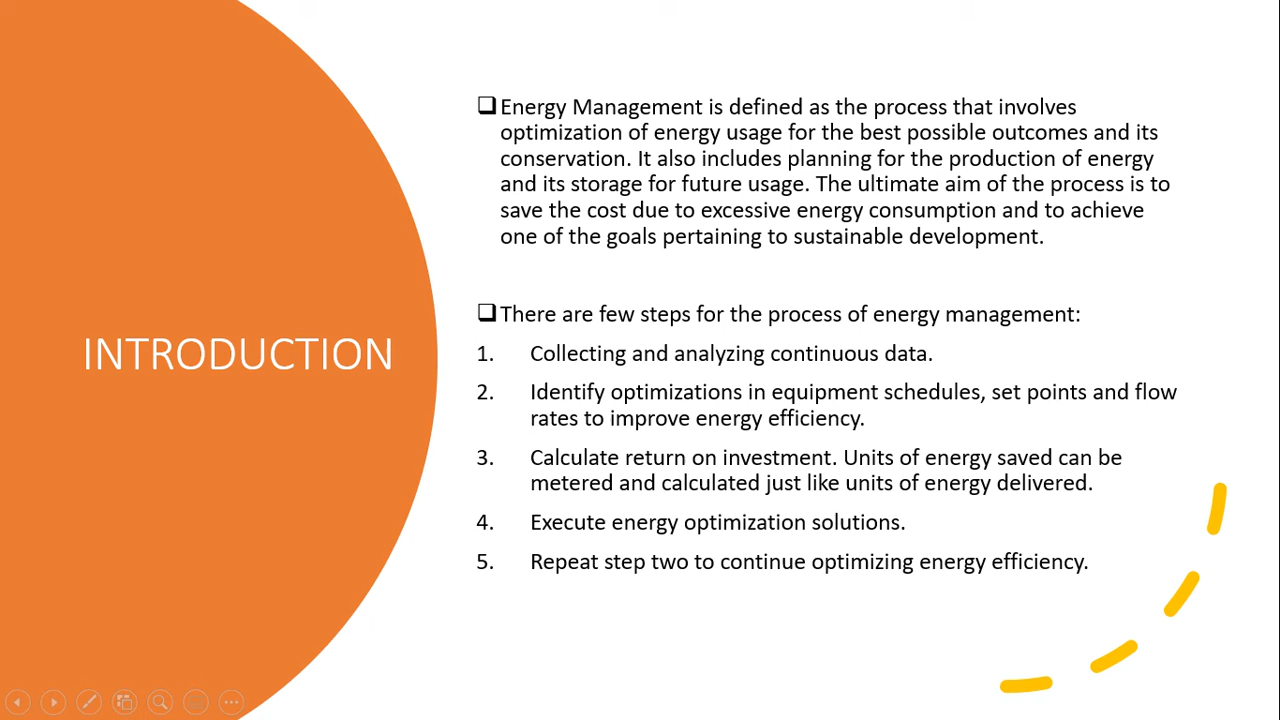 INTRODUCTION
Energy Management is defined as the process that involves
optimization of energy usage for the best possible outcomes and its
conservation. It also includes planning for the production of energy
and its storage for future usage. The ultimate aim of the process is to
save the cost due to excessive energy consumption and to achieve
one of the goals pertaining to sustainable development.
There are few steps for the process of energy management:
1. Collecting and analyzing continuous data.
2. Identify optimizations in equipment schedules, set points and flow
rates to improve energy efficiency.
3. Calculate return on investment. Units of energy saved can be
metered and calculated just like units of energy delivered.
4. Execute energy optimization solutions.
5. Repeat step two to continue optimizing energy efficiency.